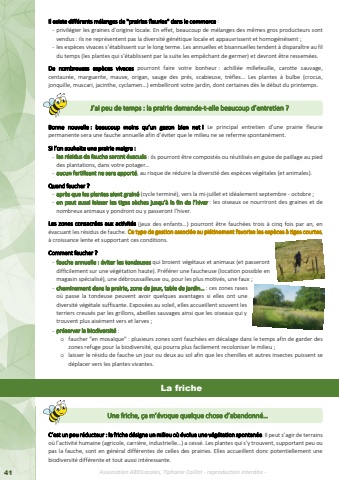 Il existe différents mélanges de "prairies fleuries" dans le commerce :
- privilégier les graines d'origine locale. En effet, beaucoup de mélanges des mêmes gros producteurs sont
vendus : ils ne représentent pas la diversité génétique locale et appauvrissent et homogénéisent ;
- les espèces vivaces s'établissent sur le long terme. Les annuelles et bisannuelles tendent à disparaître au fil
du temps (les plantes qui s'établissent par la suite les empêchant de germer) et devront être ressemées.
De nombreuses espèces vivaces pourront faire votre bonheur : achillée millefeuille, carotte sauvage,
centaurée, marguerite, mauve, origan, sauge des prés, scabieuse, trèfles... Les plantes à bulbe (crocus,
jonquille, muscari, jacinthe, cyclamen...) embelliront votre jardin, dont certaines dès le début du printemps.
J'ai peu de temps : la prairie demande-t-elle beaucoup d'entretien ?
Bonne nouvelle : beaucoup moins qu'un gazon bien net ! Le principal entretien d'une prairie fleurie
permanente sera une fauche annuelle afin d'éviter que le milieu ne se referme spontanément.
Si l'on souhaite une prairie maigre :
- les résidus de fauche seront évacués : ils pourront être compostés ou réutilisés en guise de paillage au pied
des plantations, dans votre potager...
- aucun fertilisant ne sera apporté, au risque de réduire la diversité des espèces végétales (et animales).
Quand faucher ?
- après que les plantes aient grainé (cycle terminé), vers la mi-juillet et idéalement septembre - octobre ;
- on peut aussi laisser les tiges sèches jusqu'à la fin de l'hiver : les oiseaux se nourriront des graines et de
nombreux animaux y pondront ou y passeront l'hiver.
Les zones consacrées aux activités (jeux des enfants...) pourront être fauchées trois à cinq fois par an, en
évacuant les résidus de fauche. Ce type de gestion associée au piétinement favorise les espèces à tiges courtes,
à croissance lente et supportant ces conditions.
Comment faucher ?
- fauche annuelle : éviter les tondeuses qui broient végétaux et animaux (et passeront
difficilement sur une végétation haute). Préférer une faucheuse (location possible en
magasin spécialisé), une débroussailleuse ou, pour les plus motivés, une faux ;
- cheminement dans la prairie, zone de jeux, table de jardin... : ces zones rases
où passe la tondeuse peuvent avoir quelques avantages si elles ont une
diversité végétale suffisante. Exposées au soleil, elles accueillent souvent les
terriers creusés par les grillons, abeilles sauvages ainsi que les oiseaux qui y
trouvent plus aisément vers et larves ;
- préserver la biodiversité :
o faucher "en mosaïque" : plusieurs zones sont fauchées en décalage dans le temps afin de garder des
zones refuge pour la biodiversité, qui pourra plus facilement recoloniser le milieu ;
o laisser le résidu de fauche un jour ou deux au sol afin que les chenilles et autres insectes puissent se
déplacer vers les plantes vivantes.
La friche
Une friche, ça m'évoque quelque chose d'abandonné...
C'est un peu réducteur : la friche désigne un milieu où évolue une végétation spontanée. Il peut s'agir de terrains
où l'activité humaine (agricole, carrière, industrielle...) a cessé. Les plantes qui s'y trouvent, supportant peu ou
pas la fauche, sont en général différentes de celles des prairies. Elles accueillent donc potentiellement une
biodiversité différente et tout aussi intéressante.
41
Association ABEILocales, Tiphanie Caillot - reproduction interdite -